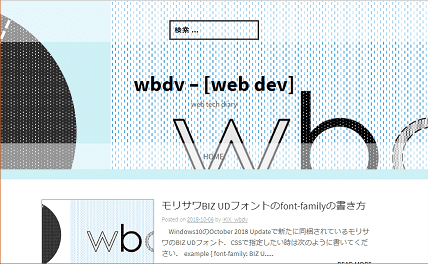 検索 ...
wbdv – [web dev]
web tech diary
wbd
HOME
wbd
モリサワBIZ UDフォントのfont-familyの書き方
Posted on 2018-10-08 by
Windows10のOctober 2018 Updateで新たに同梱されているモリサ
ワのBIZ UDフォント、CSSで指定したい時は次のように書いてくだ
さい。 example { font-family: BIZ U.....
READ MORE